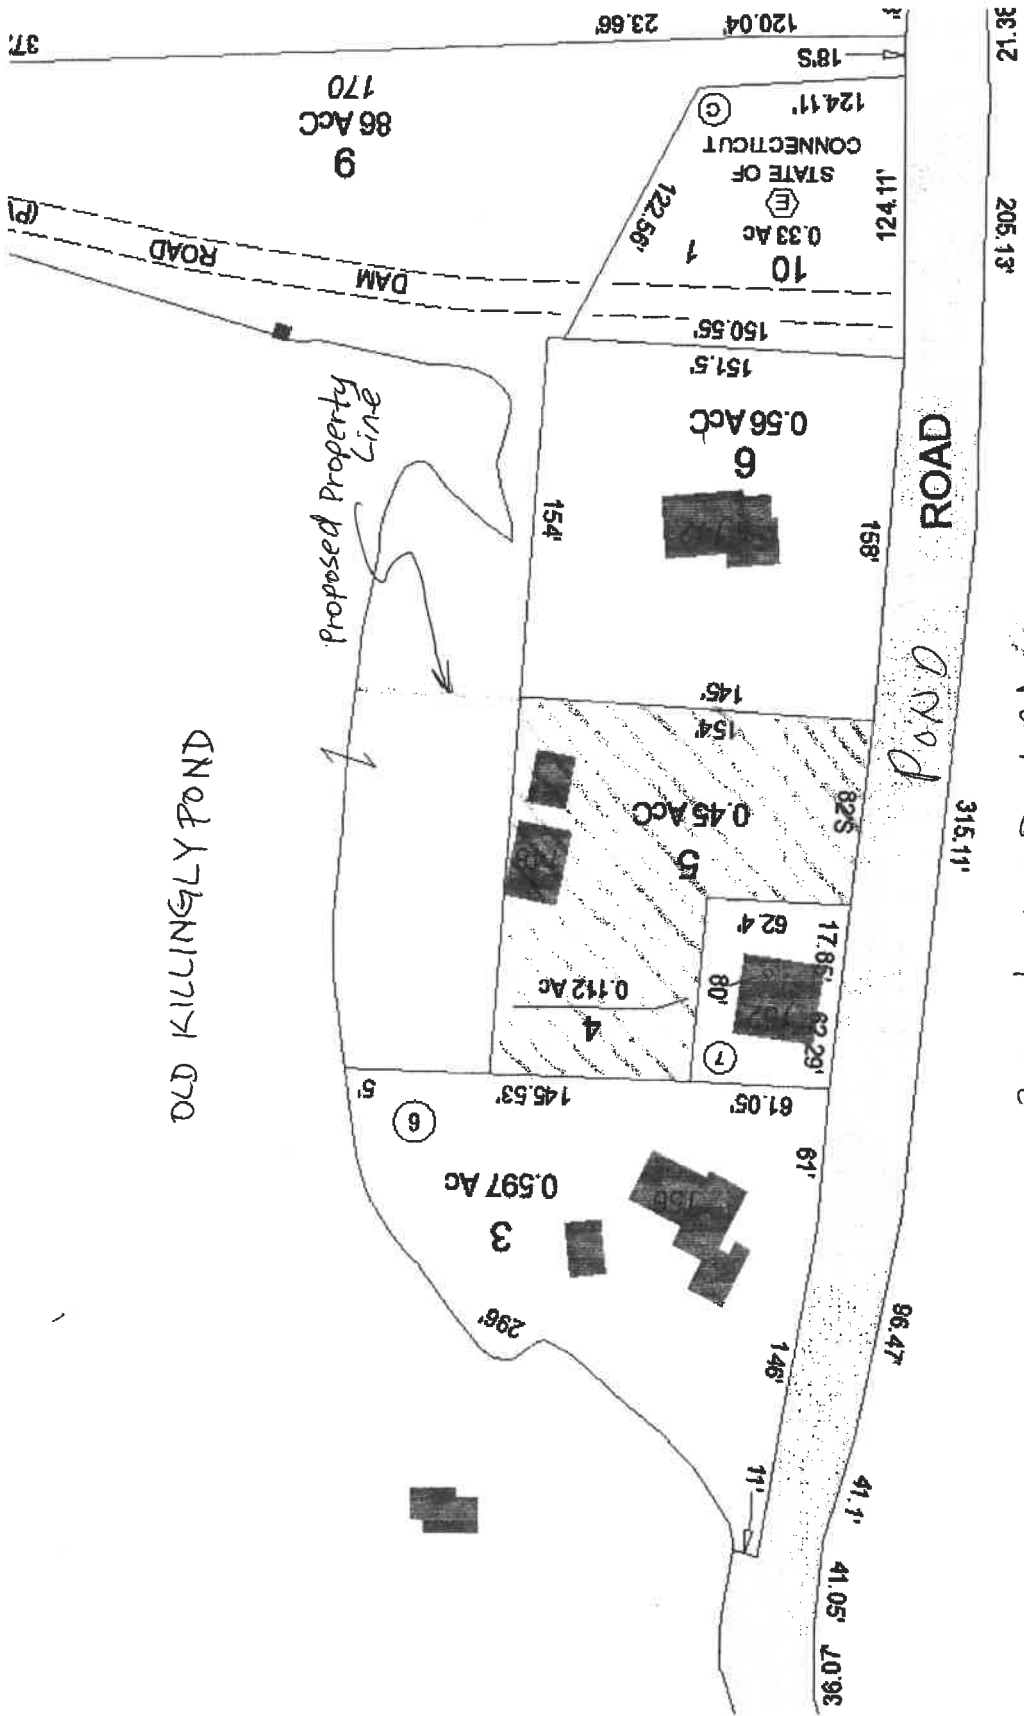 37.
23.66'
120.04'
21.38
18'S
9
86 AcC
170
124.11'
C
STATE OF
CONNECTICUT
E
10
0.33 Ac
1
122.56'
124.11'
205.13'
DAM
ROAD
150.55'
151.5'
6
0.56 AcC
154'
158'
ROAD
Proposed Property
Line
145'
154'
POND
5
0.45 AcC
82'S
315.11'
OLD KILLINGLY POND
62.4'
17.85'
62.29'
80'
4
0.112 Ac
7
145.53'
61.05'
5'
6
61'
3
0.597 Ac
296'
146'
96.47'
11'
41.1'
41.05'
36.07'